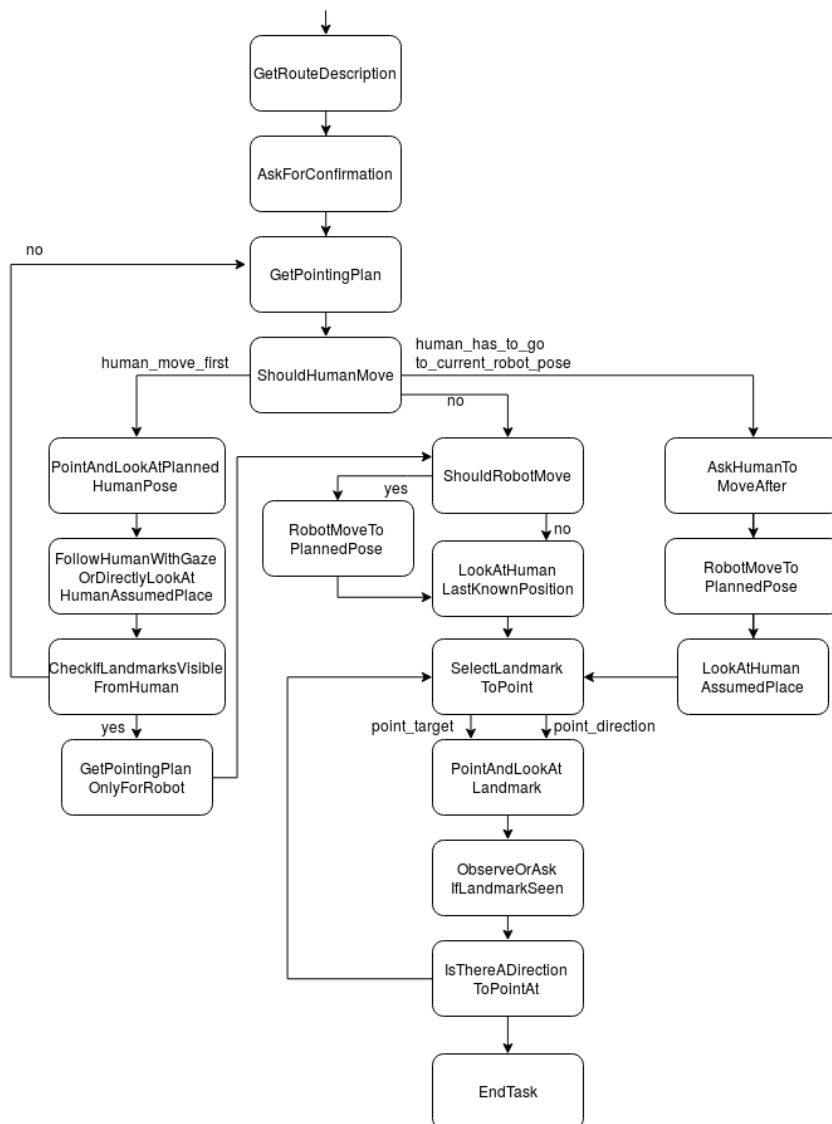 GetRouteDescription
AskForConfirmation
no
GetPointingPlan
human_has_to_go
to_current_robot_pose
human_move_first
ShouldHumanMove
no
PointAndLookAtPlanned
HumanPose
ShouldRobotMove
AskHumanTo
MoveAfter
yes
RobotMoveTo
PlannedPose
no
FollowHumanWithGaze
OrDirectlyLookAt
HumanAssumedPlace
LookAtHuman
LastKnownPosition
RobotMoveTo
PlannedPose
CheckIfLandmarksVisible
FromHuman
SelectLandmark
ToPoint
LookAtHuman
AssumedPlace
yes
point_target
point_direction
GetPointingPlan
OnlyForRobot
PointAndLookAt
Landmark
ObserveOrAsk
IfLandmarkSeen
IsThereADirection
ToPointAt
EndTask